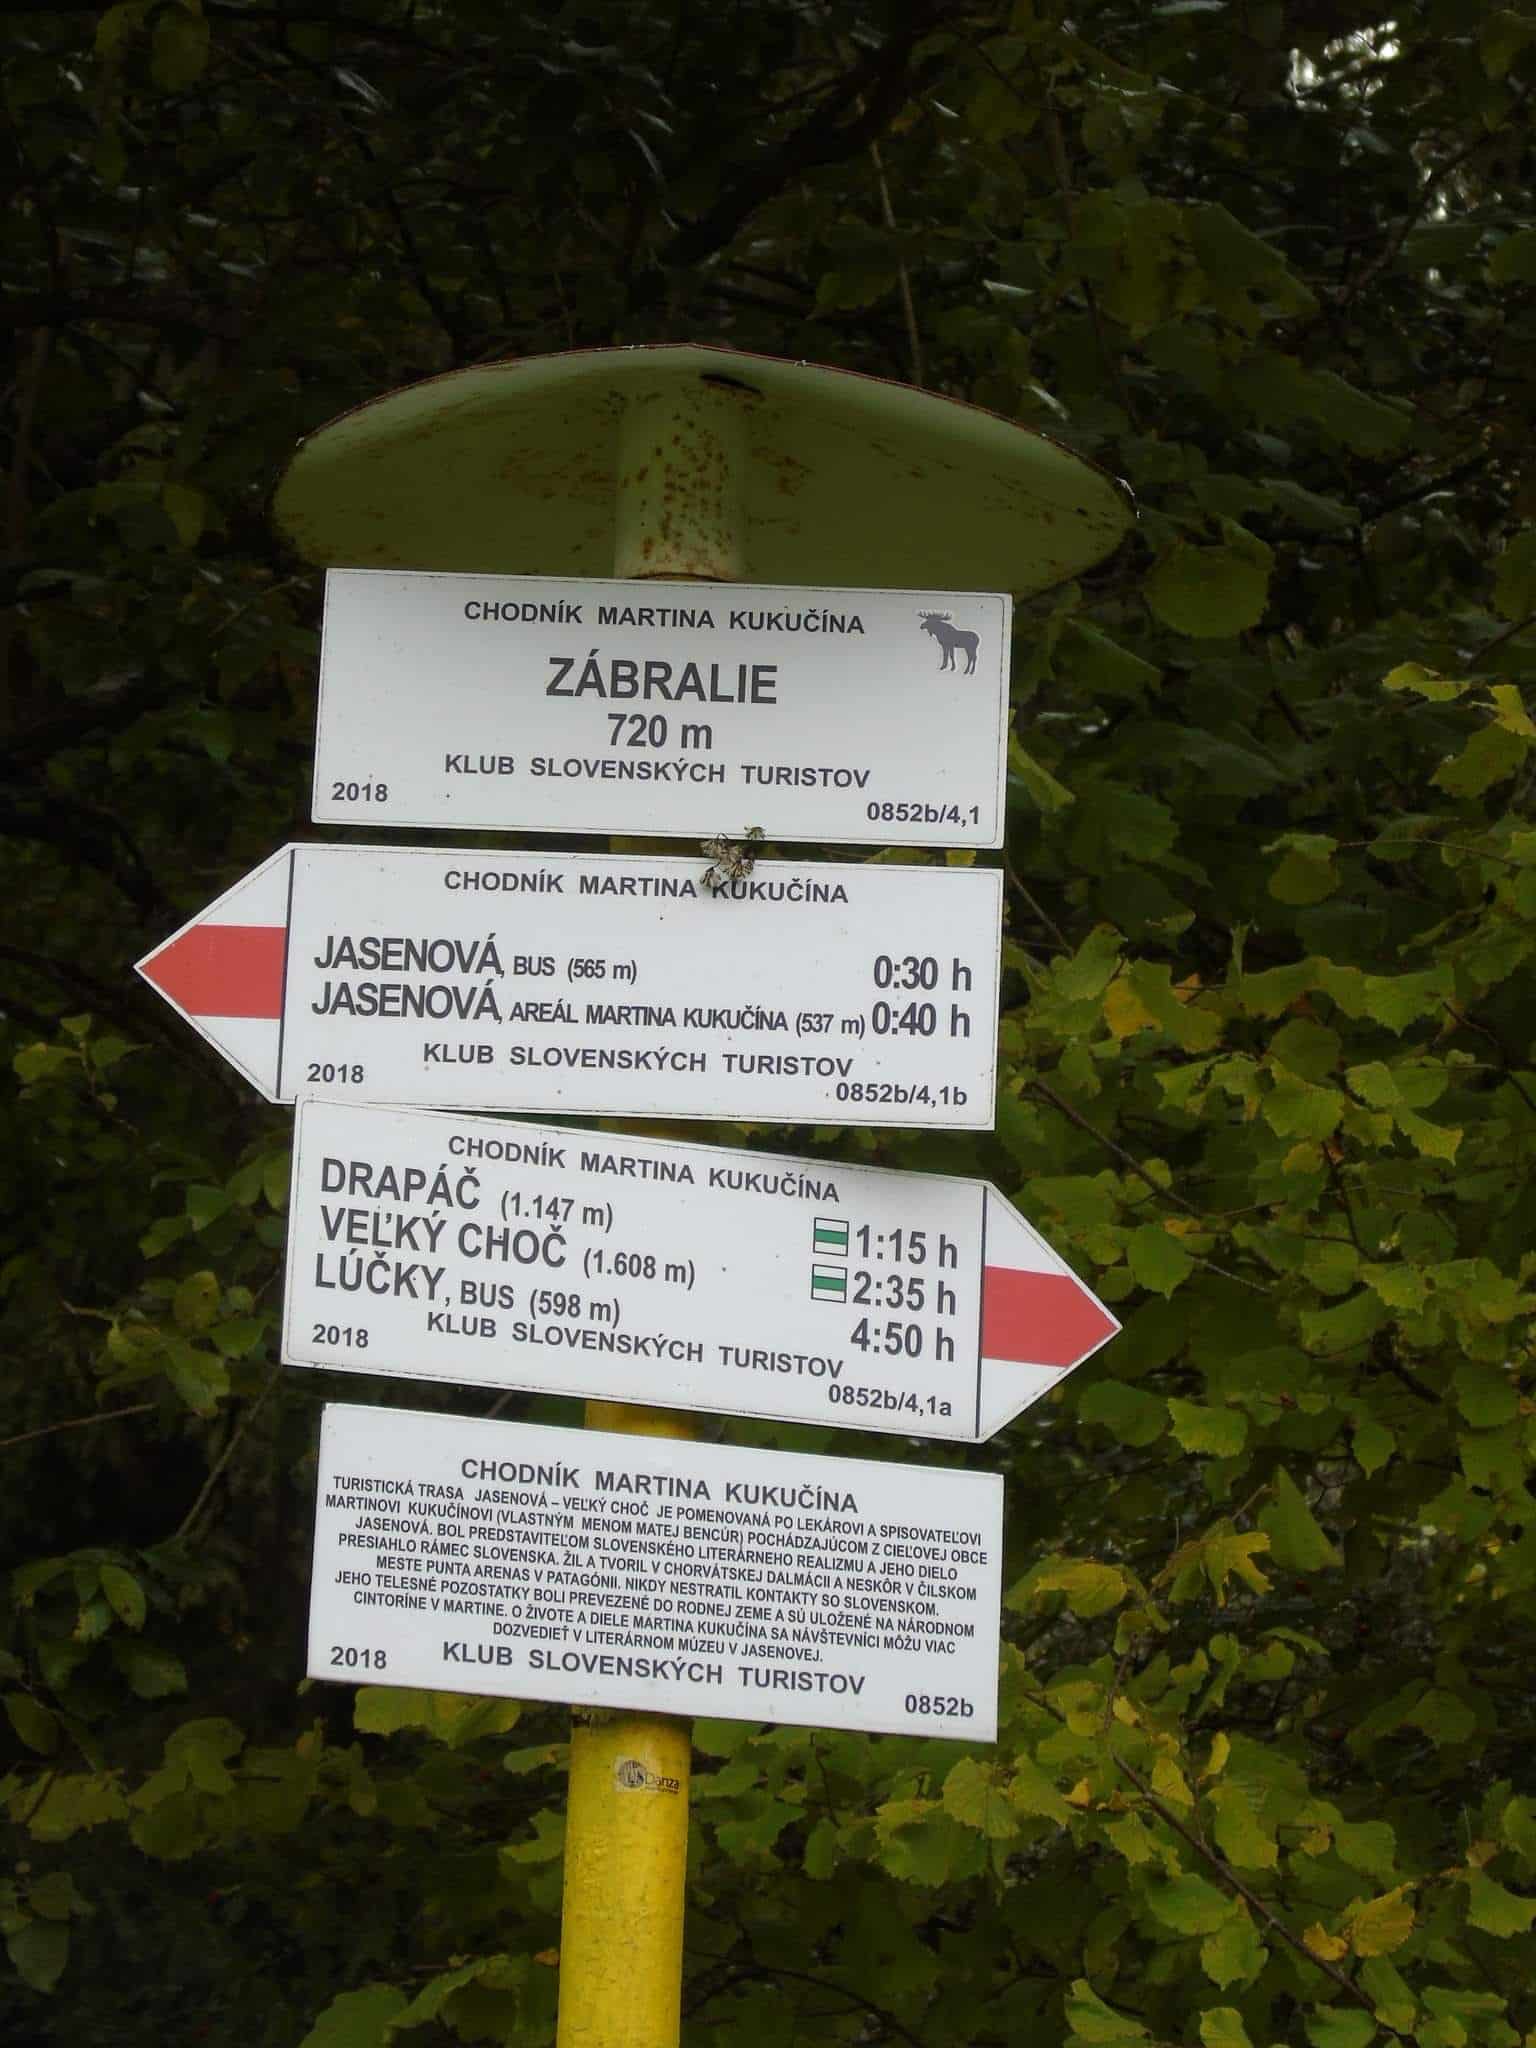 CHODNÍK MARTINA KUKUČÍNA
ZÁBRALIE
720 m
KLUB SLOVENSKÝCH TURISTOV
2018
0852b/4,1
CHODNÍK MARTINA KUKUČÍNA
JASENOVÁ, BUS (565 m) 0:30 h
JASENOVÁ, AREÁL MARTINA KUKUČÍNA (537 m) 0:40 h
KLUB SLOVENSKÝCH TURISTOV
2018
0852b/4,1b
CHODNÍK MARTINA KUKUČÍNA
DRAPÁČ (1.147 m) 1:15 h
VEĽKÝ CHOČ (1.608 m) 2:35 h
LÚČKY, BUS (598 m) 4:50 h
KLUB SLOVENSKÝCH TURISTOV
2018
0852b/4,1a
CHODNÍK MARTINA KUKUČÍNA
TURISTICKÁ TRASA JASENOVÁ – VEĽKÝ CHOČ JE POMENOVANÁ PO LEKÁROVI A SPISOVATEĽOVI
MARTINOVI KUKUČÍNOVI (VLASTNÝM MENOM MATEJ BENCÚR) POCHÁDZAJÚCOM Z CIEĽOVEJ OBCE
JASENOVÁ. BOL PREDSTAVITEĽOM SLOVENSKÉHO LITERÁRNEHO REALIZMU A JEHO DIELO
PRESIAHLO RÁMEC SLOVENSKA. ŽIL A TVORIL V CHORVÁTSKEJ DALMÁCII A NESKÔR V ČILSKOM
MESTE PUNTA ARENAS V PATAGÓNII. NIKDY NESTRATIL KONTAKTY SO SLOVENSKOM.
JEHO TELESNÉ POZOSTATKY BOLI PREVEZENÉ DO RODNEJ ZEME A SÚ ULOŽENÉ NA NÁRODNOM
CINTORÍNE V MARTINE. O ŽIVOTE A DIELE MARTINA KUKUČÍNA SA NÁVŠTEVNÍCI MÔŽU VIAC
DOZVEDIEŤ V LITERÁRNOM MÚZEU V JASENOVEJ.
KLUB SLOVENSKÝCH TURISTOV
2018
0852b
Danza